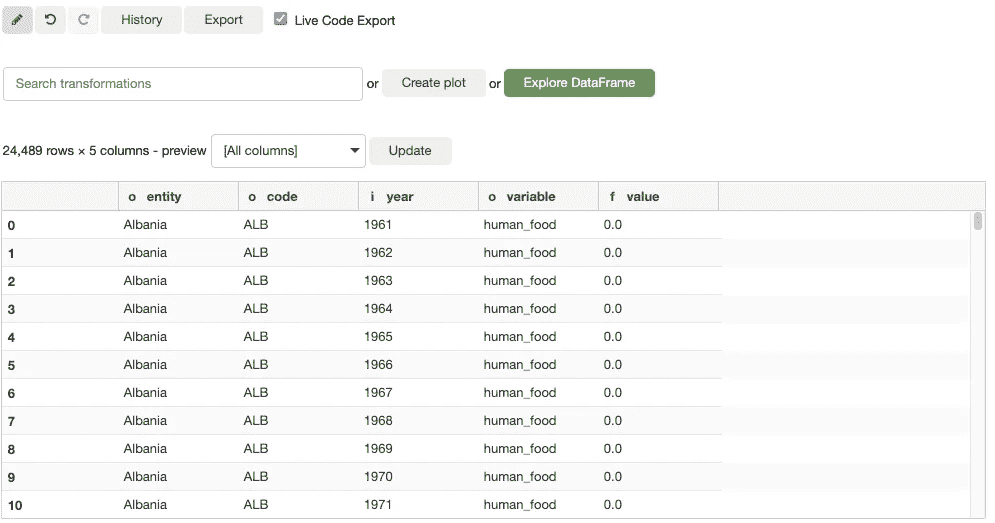 History Export Live Code Export
Search transformations or Create plot or Explore DataFrame
24,489 rows × 5 columns - preview [All columns] Update
o entity o code i year o variable f value
0 Albania ALB 1961 human_food 0.0
1 Albania ALB 1962 human_food 0.0
2 Albania ALB 1963 human_food 0.0
3 Albania ALB 1964 human_food 0.0
4 Albania ALB 1965 human_food 0.0
5 Albania ALB 1966 human_food 0.0
6 Albania ALB 1967 human_food 0.0
7 Albania ALB 1968 human_food 0.0
8 Albania ALB 1969 human_food 0.0
9 Albania ALB 1970 human_food 0.0
10 Albania ALB 1971 human_food 0.0